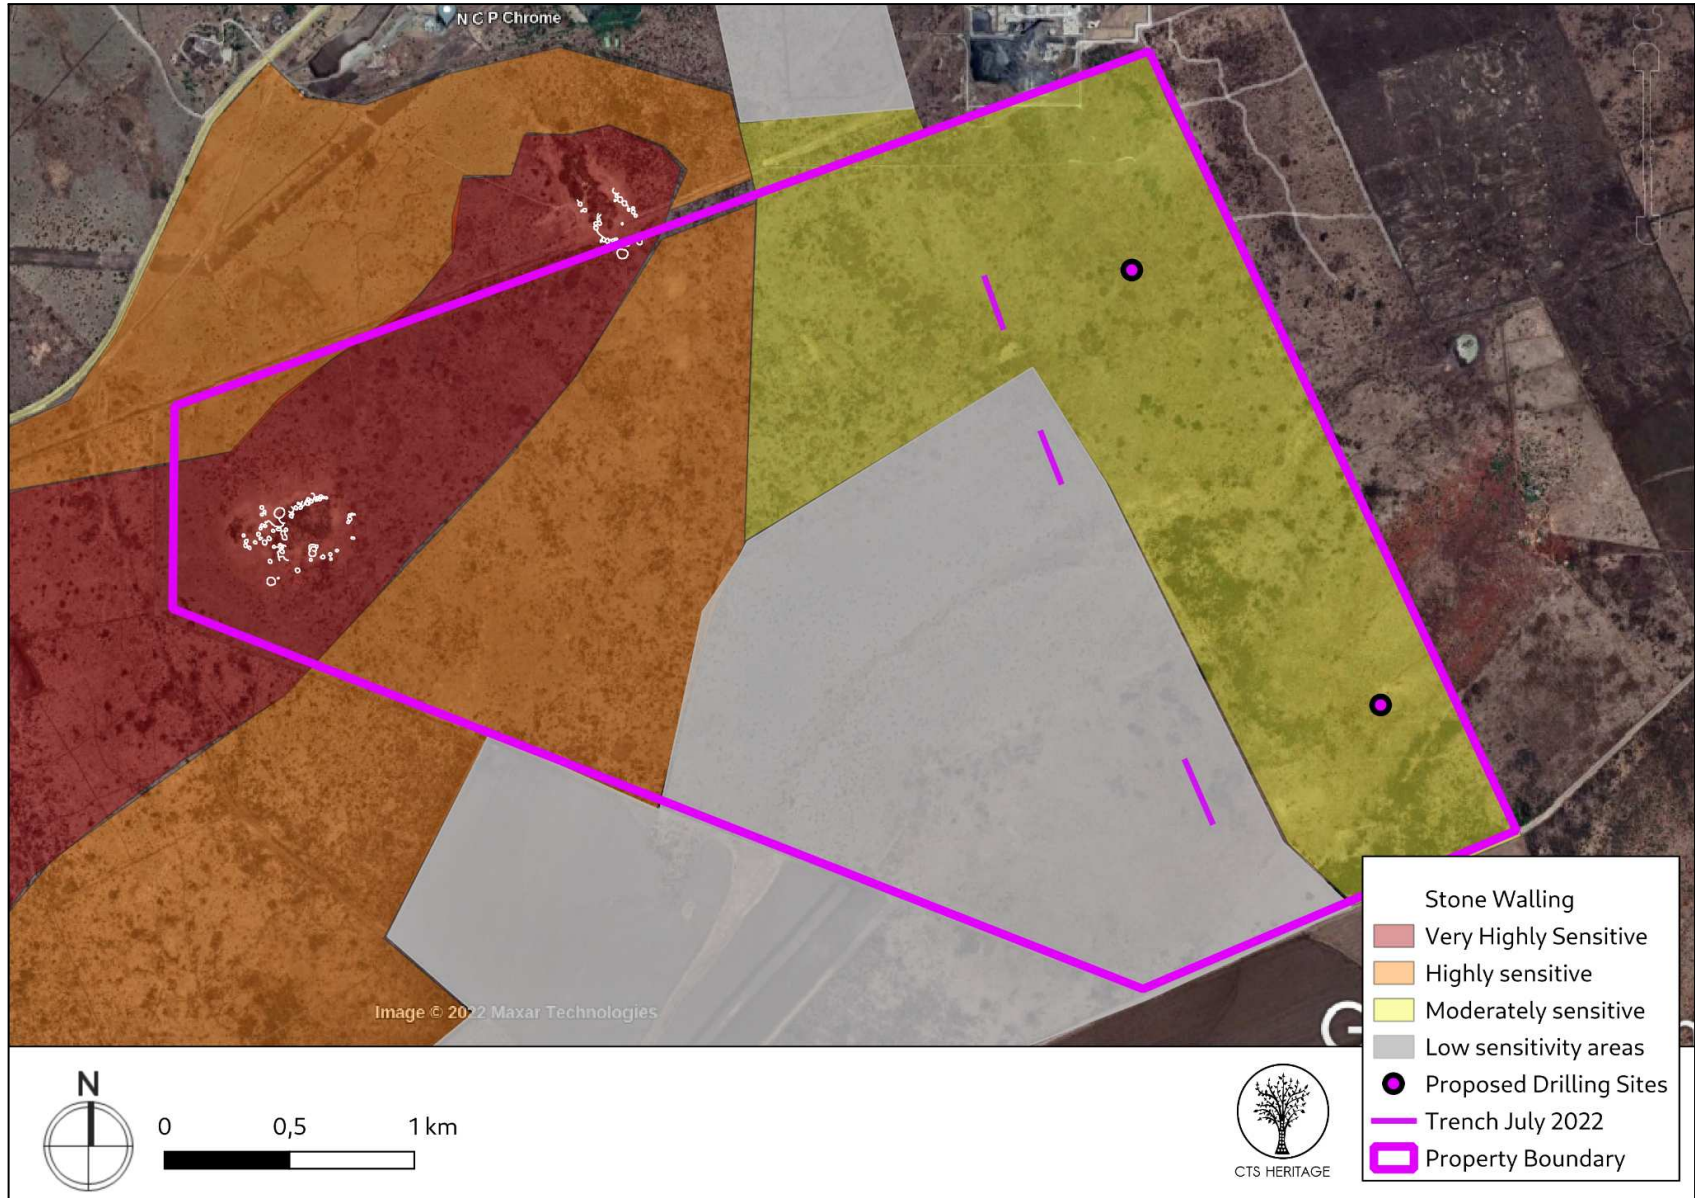 N C P Chrome
Image © 2022 Maxar Technologies
G
Stone Walling
Very Highly Sensitive
Highly sensitive
Moderately sensitive
Low sensitivity areas
Proposed Drilling Sites
Trench July 2022
Property Boundary
N
0 0,5 1 km
CTS HERITAGE